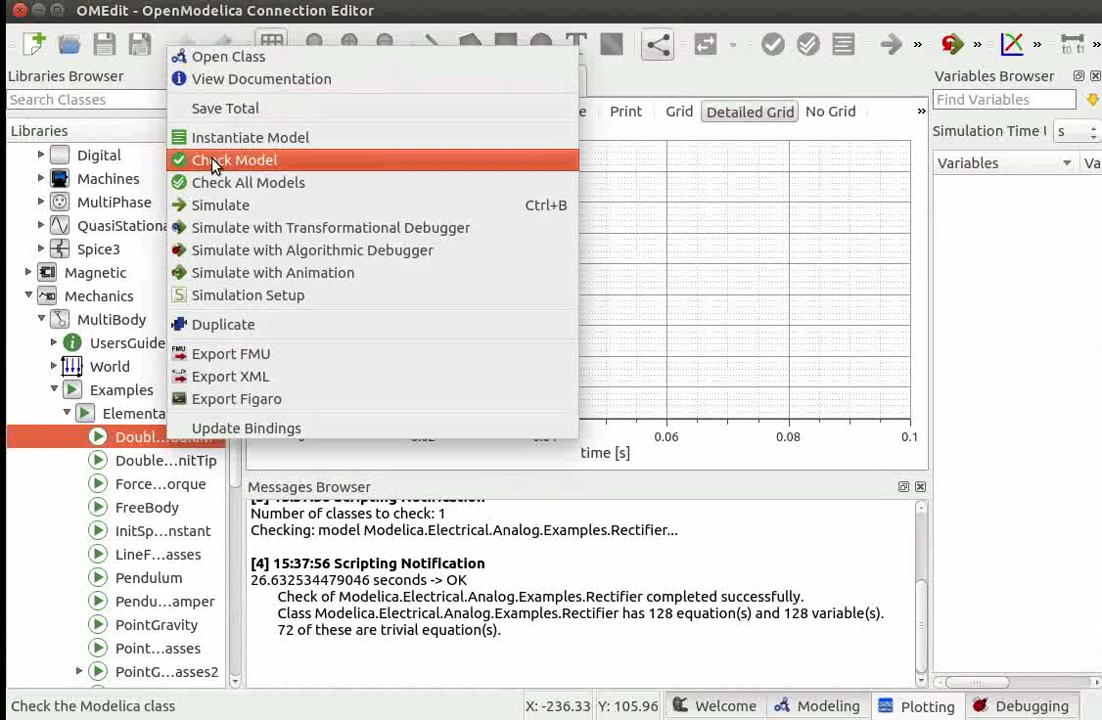 OMEdit - OpenModelica Connection Editor
Libraries Browser
Search Classes
Libraries
Digital
Machines
MultiPhase
QuasiStationa
Spice3
Magnetic
Mechanics
MultiBody
UsersGuide
World
Examples
Elementa
Doubl...
Double...nitTip
Force...orque
FreeBody
InitSp...nstant
LineF...asses
Pendulum
Pendu...amper
PointGravity
Point...asses
PointG...asses2
Open Class
View Documentation
Save Total
Instantiate Model
Check Model
Check All Models
Simulate Ctrl+B
Simulate with Transformational Debugger
Simulate with Algorithmic Debugger
Simulate with Animation
Simulation Setup
Duplicate
Export FMU
Export XML
Export Figaro
Update Bindings
Print Grid Detailed Grid No Grid »
0.06 0.08 0.1
time [s]
Messages Browser
Scripting Notification
Number of classes to check: 1
Checking: model Modelica.Electrical.Analog.Examples.Rectifier...
[4] 15:37:56 Scripting Notification
26.632534479046 seconds -> OK
Check of Modelica.Electrical.Analog.Examples.Rectifier completed successfully.
Class Modelica.Electrical.Analog.Examples.Rectifier has 128 equation(s) and 128 variable(s).
72 of these are trivial equation(s).
Variables Browser
Find Variables
Simulation Time U s
Variables Va
Check the Modelica class
X: -236.33 Y: 105.96 Welcome Modeling Plotting Debugging